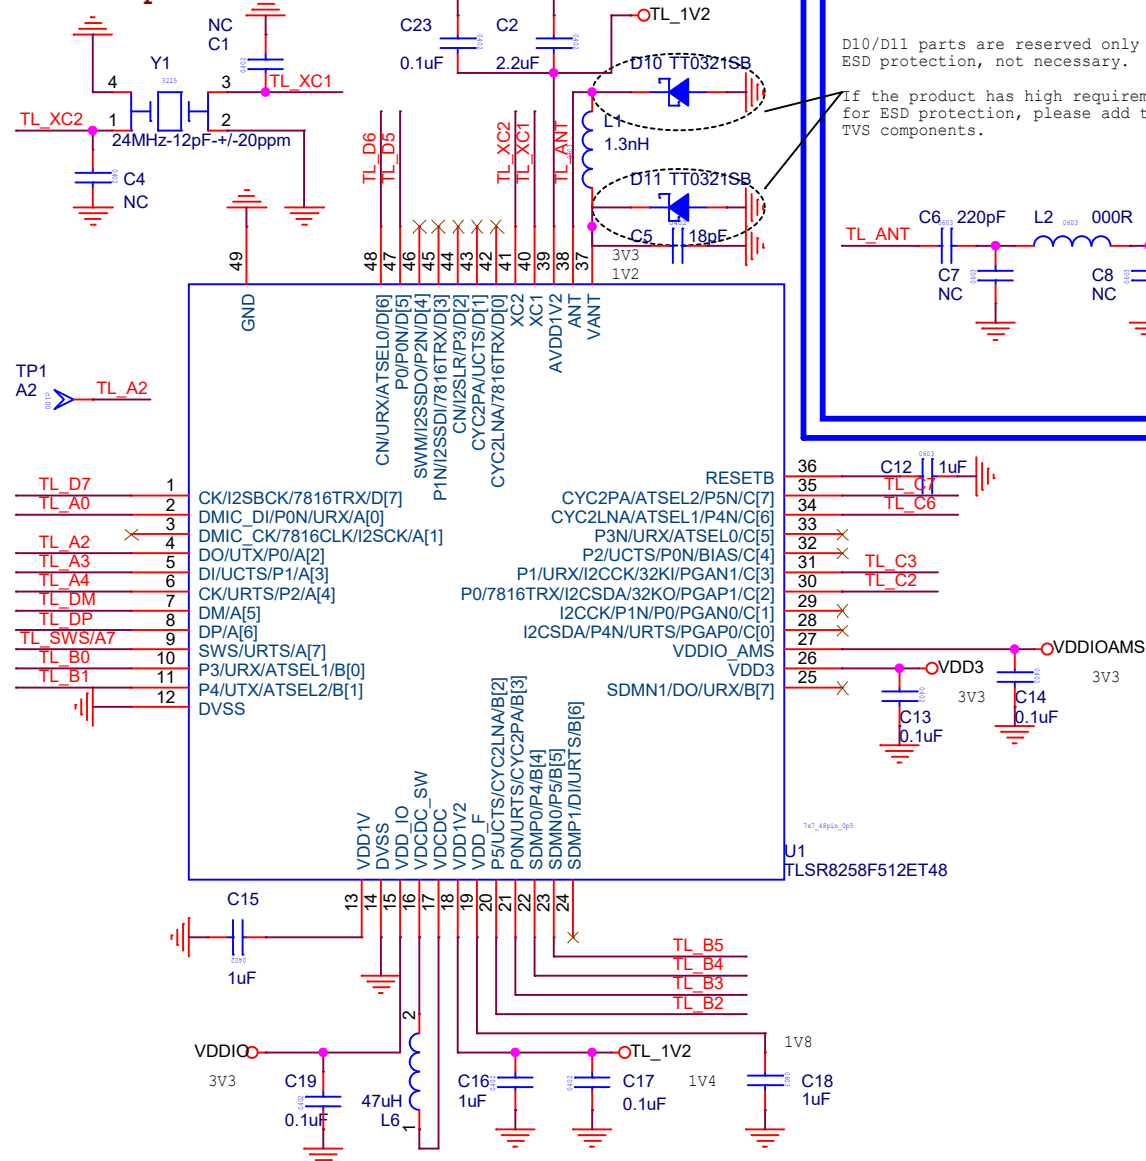 NC
C1
C23
0.1uF
C2
2.2uF
TL_1V2
D10/D11 parts are reserved only
ESD protection, not necessary.
If the product has high requirem
for ESD protection, please add t
TVS components.
Y1
3225
4
3
TL_XC1
TL_XC2
1
2
24MHz-12pF-+/-20ppm
C4
NC
D10 TT0321SB
L1
1.3nH
D11 TT0321SB
C5
18pF
3V3
1V2
TL_D6
TL_D5
TL_XC2
TL_XC1
TL_ANT
TL_ANT
C6
220pF
L2
0603
000R
C7
NC
C8
NC
49
48
47
46
45
44
43
42
41
40
39
38
37
GND
CN/URX/ATSEL0/D[6]
P0/P0N/D[5]
SWM/I2SSDO/P2N/D[4]
P1N/I2SSDI/7816TRX/D[3]
CN/I2SLR/P3/D[2]
CYC2PA/UCTS/D[1]
CYC2LNA/7816TRX/D[0]
XC2
XC1
AVDD1V2
ANT
VANT
TP1
A2
TL_A2
TL_D7
1
CK/I2SBCK/7816TRX/D[7]
TL_A0
2
DMIC_DI/P0N/URX/A[0]
3
DMIC_CK/7816CLK/I2SCK/A[1]
TL_A2
4
DO/UTX/P0/A[2]
TL_A3
5
DI/UCTS/P1/A[3]
TL_A4
6
CK/URTS/P2/A[4]
TL_DM
7
DM/A[5]
TL_DP
8
DP/A[6]
TL_SWS/A7
9
SWS/URTS/A[7]
TL_B0
10
P3/URX/ATSEL1/B[0]
TL_B1
11
P4/UTX/ATSEL2/B[1]
12
DVSS
RESETB
36
C12
0603
1uF
CYC2PA/ATSEL2/P5N/C[7]
35
TL_C7
CYC2LNA/ATSEL1/P4N/C[6]
34
TL_C6
P3N/URX/ATSEL0/C[5]
33
P2/UCTS/P0N/BIAS/C[4]
32
P1/URX/I2CCK/32KI/PGAN1/C[3]
31
TL_C3
P0/7816TRX/I2CSDA/32KO/PGAP1/C[2]
30
TL_C2
I2CCK/P1N/P0/PGAN0/C[1]
29
I2CSDA/P4N/URTS/PGAP0/C[0]
28
VDDIO_AMS
27
VDDIOAMS
3V3
VDD3
26
VDD3
3V3
SDMN1/DO/URX/B[7]
25
C13
0.1uF
C14
0.1uF
VDD1V
DVSS
VDD_IO
VDCDC_SW
VDCDC
VDD1V2
VDD_F
P5/UCTS/CYC2LNA/B[2]
P0N/URTS/CYC2PA/B[3]
SDMP0/P4/B[4]
SDMN0/P5/B[5]
SDMP1/DI/URTS/B[6]
7x7_48pin_0p5
U1
TLSR8258F512ET48
13
14
15
16
17
18
19
20
21
22
23
24
C15
0402
1uF
TL_B5
TL_B4
TL_B3
TL_B2
VDDIO
3V3
C19
0.1uF
2
47uH
L6
1
C16
1uF
TL_1V2
C17
0.1uF
1V4
1V8
C18
1uF